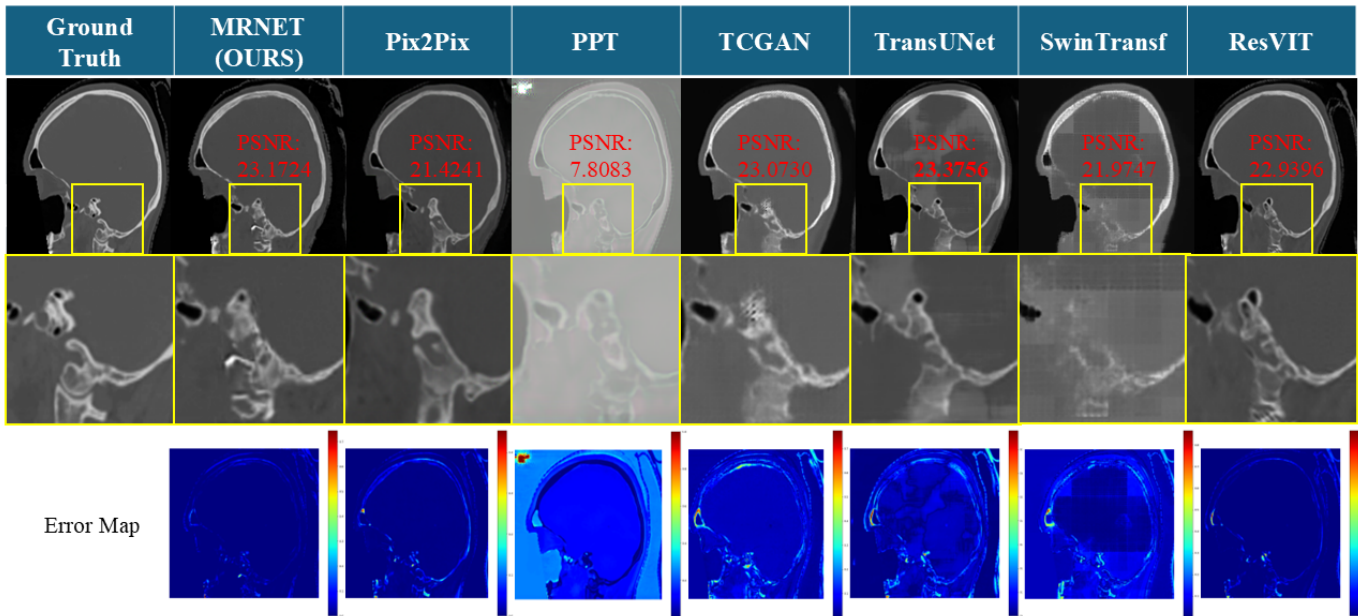 Ground
Truth
MRNET
(OURS)
Pix2Pix
PPT
TCGAN
TransUNet
SwinTransf
ResVIT
PSNR:
23.1724
PSNR:
21.4241
PSNR:
7.8083
PSNR:
23.0730
PSNR:
23.3756
PSNR:
21.9747
PSNR:
22.9396
Error Map